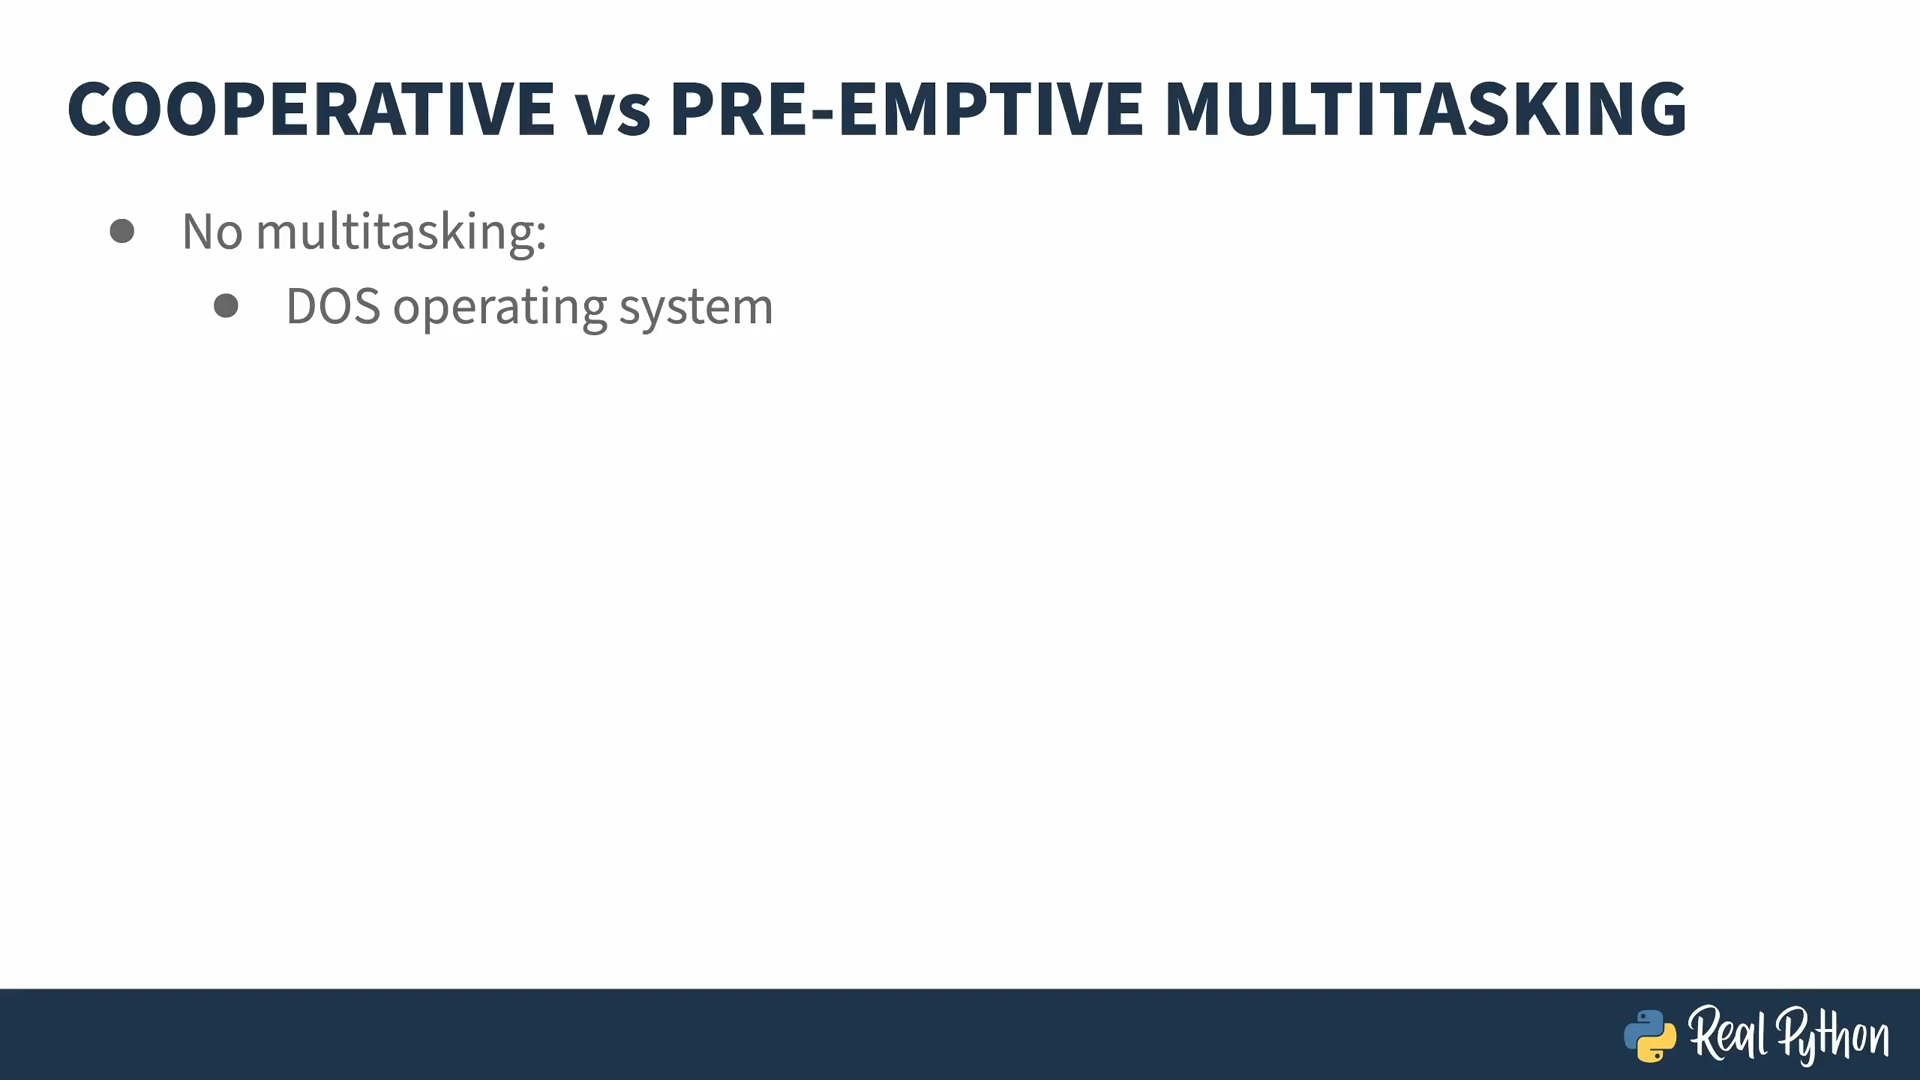 COOPERATIVE vs PRE-EMPTIVE MULTITASKING
No multitasking:
DOS operating system
Real Python